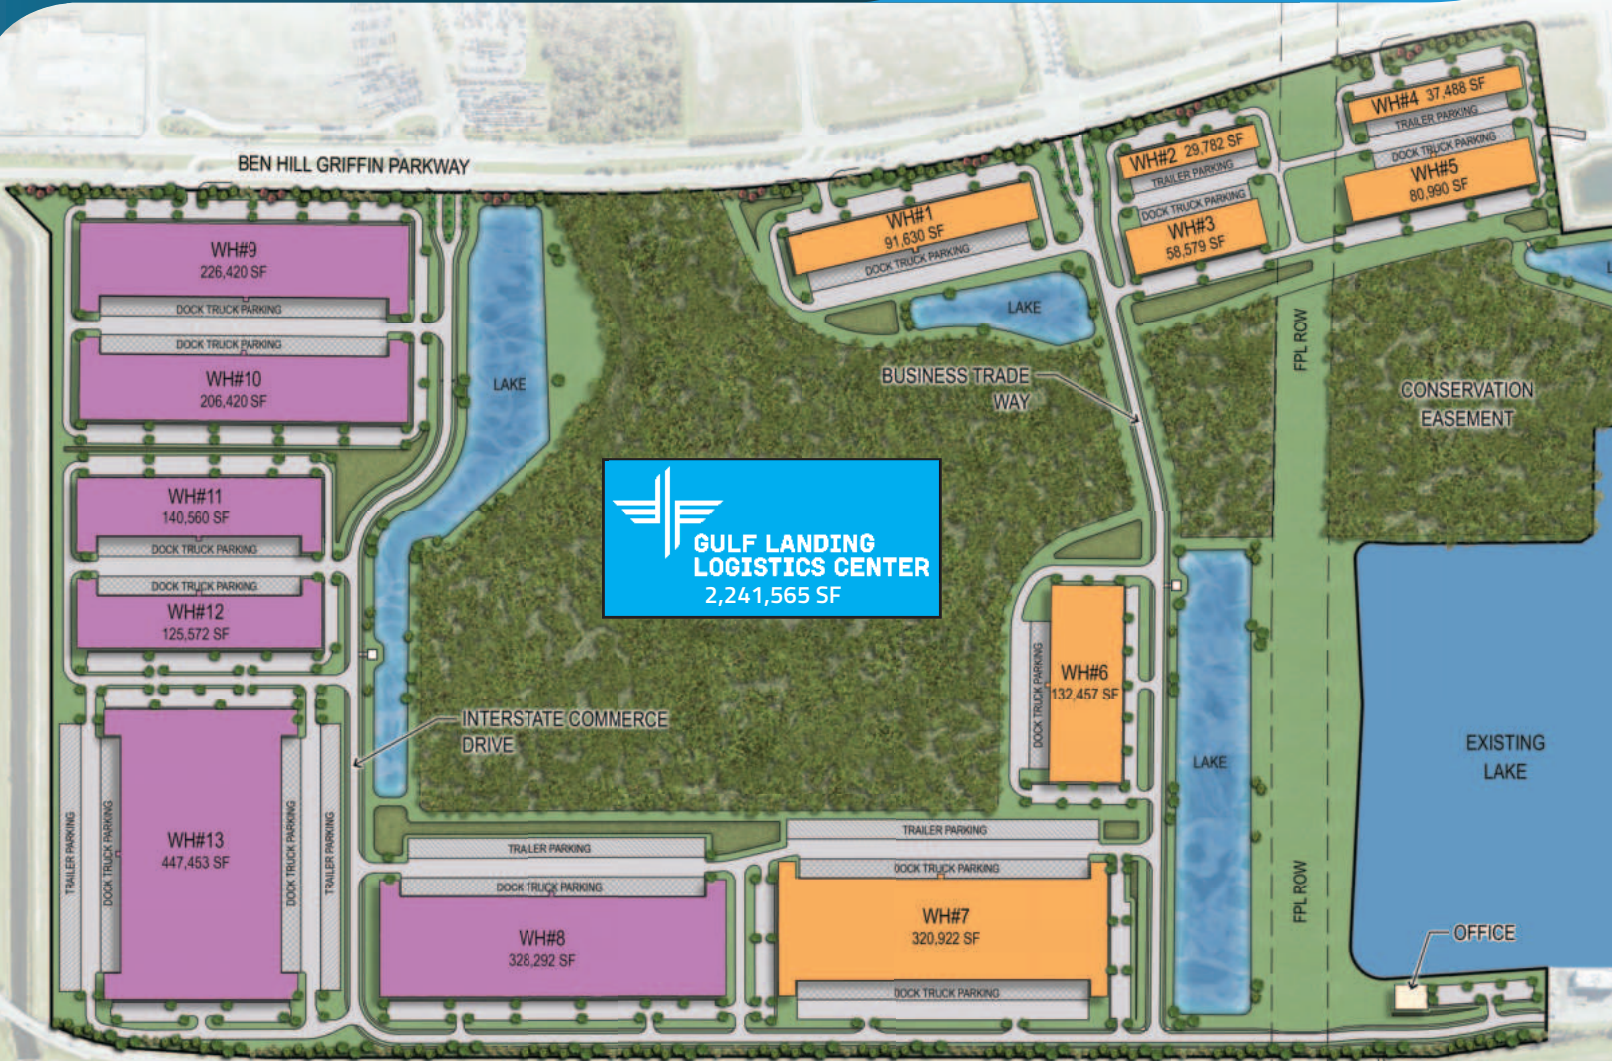 BEN HILL GRIFFIN PARKWAY
WH#4 37,488 SF
TRAILER PARKING
DOCK TRUCK PARKING
WH#5
80,990 SF
WH#2 29,782 SF
TRAILER PARKING
DOCK TRUCK PARKING
WH#3
58,579 SF
WH#1
91,630 SF
DOCK TRUCK PARKING
LAKE
WH#9
226,420 SF
DOCK TRUCK PARKING
DOCK TRUCK PARKING
WH#10
206,420 SF
LAKE
BUSINESS TRADE
WAY
FPL ROW
CONSERVATION
EASEMENT
WH#11
140,560 SF
DOCK TRUCK PARKING
DOCK TRUCK PARKING
WH#12
125,572 SF
GULF LANDING
LOGISTICS CENTER
2,241,565 SF
WH#6
132,457 SF
DOCK TRUCK PARKING
INTERSTATE COMMERCE
DRIVE
LAKE
EXISTING
LAKE
TRAILER PARKING
DOCK TRUCK PARKING
WH#13
447,453 SF
DOCK TRUCK PARKING
TRAILER PARKING
TRAILER PARKING
DOCK TRUCK PARKING
WH#8
328,292 SF
TRAILER PARKING
DOCK TRUCK PARKING
WH#7
320,922 SF
DOCK TRUCK PARKING
FPL ROW
OFFICE